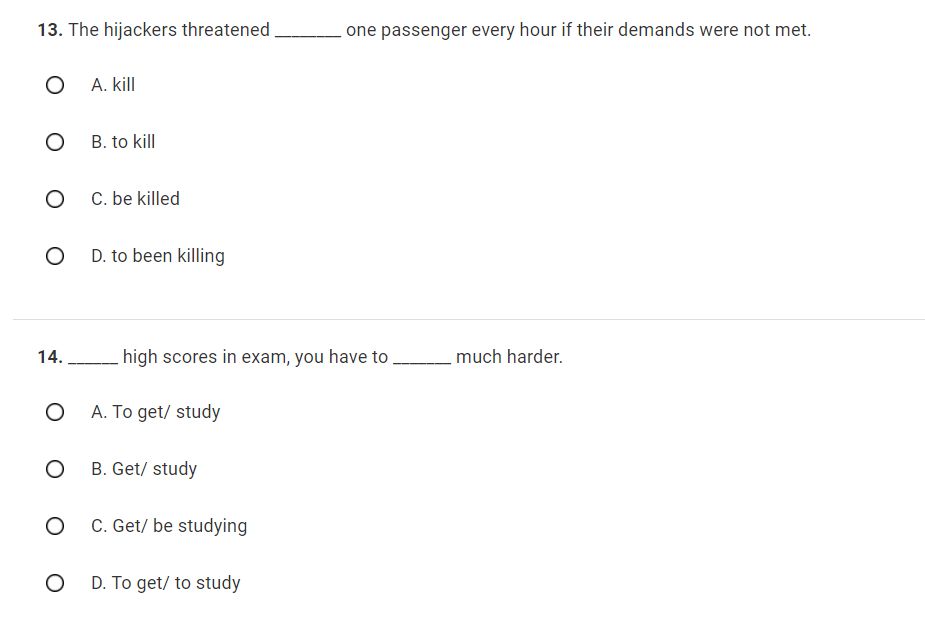 13. The hijackers threatened ________ one passenger every hour if their demands were not met.
A. kill
B. to kill
C. be killed
D. to been killing
14. ______ high scores in exam, you have to _______ much harder.
A. To get/ study
B. Get/ study
C. Get/ be studying
D. To get/ to study